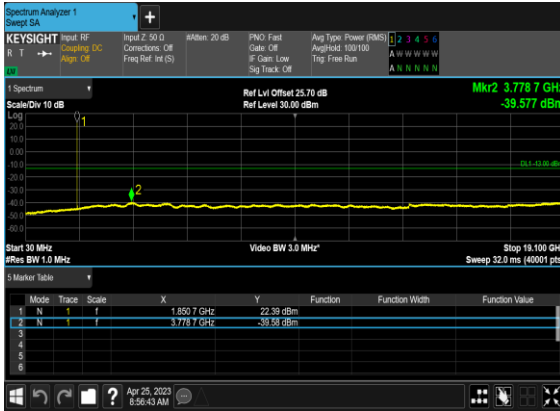 Spectrum Analyzer 1
Swept SA
+
KEYSIGHT Input: RF Input Z: 50 Ω #Atten: 20 dB PNO: Fast Avg Type: Power (RMS) 1 2 3 4 5 6
R T Coupling: DC Corrections: Off Gate: Off Avg|Hold: 100/100 A W W W W W
Align: Off Freq Ref: Int (S) IF Gain: Low Trig: Free Run
Sig Track: Off A N N N N N
1 Spectrum Ref Lvl Offset 25.70 dB Mkr2 3.778 7 GHz
Scale/Div 10 dB Ref Level 30.00 dBm -39.577 dBm
Log
20.0 1
10.0
0.00
-10.0 DL1 -13.00 dBm
-20.0
-30.0
-40.0 2
-50.0
-60.0
Start 30 MHz Video BW 3.0 MHz* Stop 19.100 GHz
#Res BW 1.0 MHz Sweep 32.0 ms (40001 pts)
5 Marker Table
Mode Trace Scale X Y Function Function Width Function Value
1 N 1 f 1.850 7 GHz 22.39 dBm
2 N 1 f 3.778 7 GHz -39.58 dBm
3
4
5
6
? Apr 25, 2023
8:56:43 AM